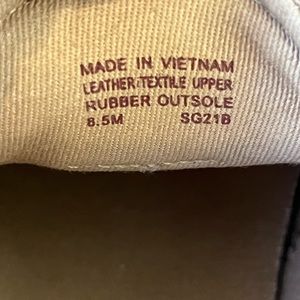 MADE IN VIETNAM
LEATHER/TEXTILE UPPER
RUBBER OUTSOLE
8.5M SG21B